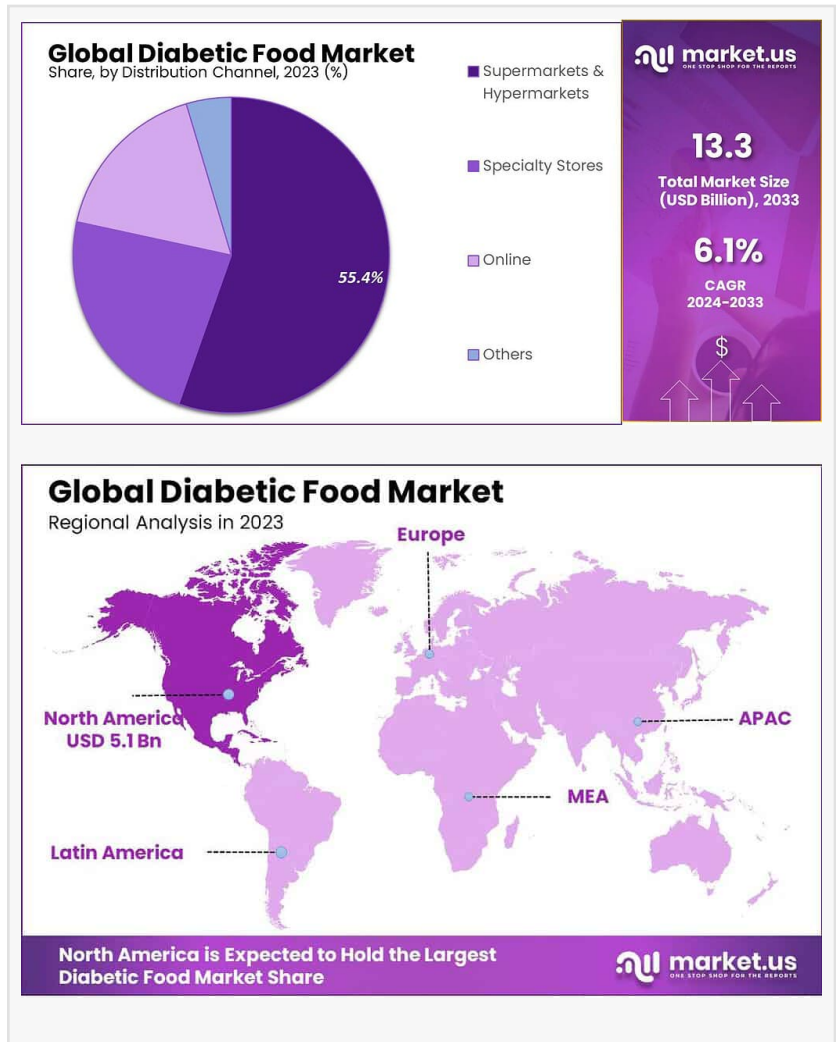 Global Diabetic Food Market
Share, by Distribution Channel, 2023 (%)
55.4%
Supermarkets &
Hypermarkets
Specialty Stores
Online
Others
market.us
ONE STOP SHOP FOR THE REPORTS
13.3
Total Market Size
(USD Billion), 2033
6.1%
CAGR
2024-2033
$
Global Diabetic Food Market
Regional Analysis in 2023
Europe
North America
USD 5.1 Bn
APAC
MEA
Latin America
North America is Expected to Hold the Largest
Diabetic Food Market Share
market.us
ONE STOP SHOP FOR THE REPORTS